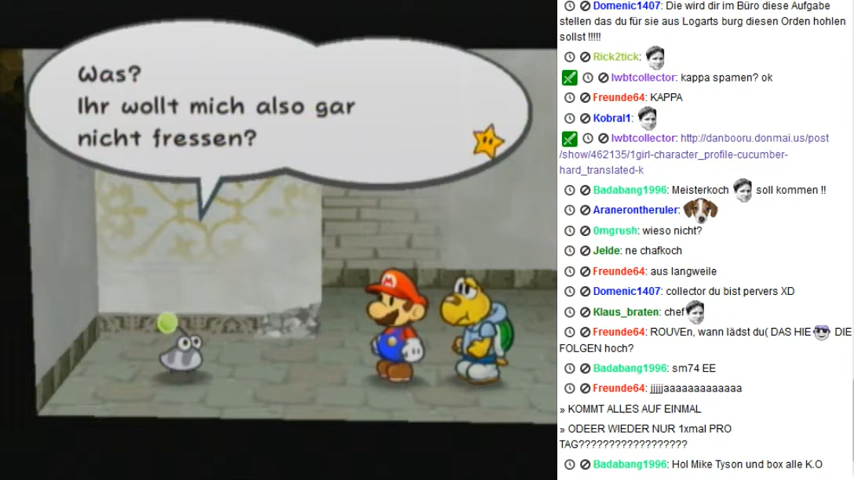 Was?
Ihr wollt mich also gar
nicht fressen?
Domenic1407: Die wird dir im Büro diese Aufgabe
stellen das du für sie aus Logarts burg diesen Orden hohlen
sollst !!!!!
Rick2tick:
lwbtcollector: kappa spamen? ok
Freunde64: KAPPA
Kobral1:
lwbtcollector: http://danbooru.donmai.us/post
/show/462135/1girl-character_profile-cucumber-
hard_translated-k
Badabang1996: Meisterkoch soll kommen !!
Aranerontheruler:
0mgrush: wieso nicht?
Jelde: ne chafkoch
Freunde64: aus langweile
Domenic1407: collector du bist pervers XD
Klaus_braten: chef
Freunde64: ROUVEn, wann lädst du( DAS HIE DIE
FOLGEN hoch?
Badabang1996: sm74 EE
Freunde64: jjjjjaaaaaaaaaaaaa
» KOMMT ALLES AUF EINMAL
» ODEER WIEDER NUR 1xmal PRO
TAG???????????????????
Badabang1996: Hol Mike Tyson und box alle K.O